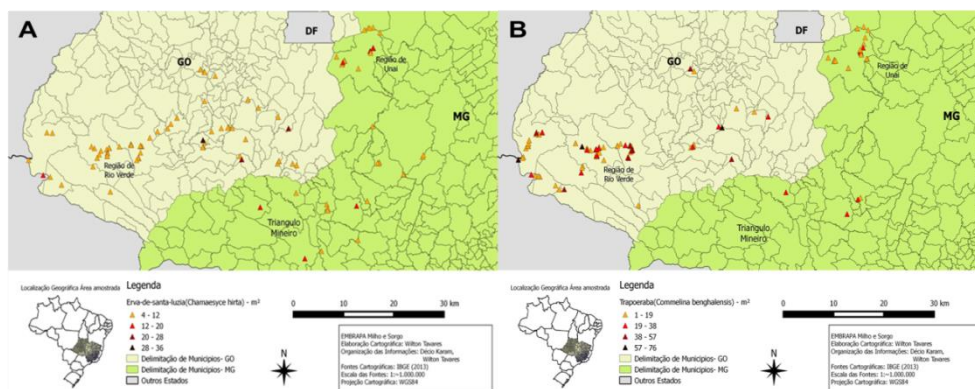 A
DF
GO
Região de Unaí
MG
Região de
Rio Verde
Triangulo
Mineiro
Localização Geográfica Área amostrada
Legenda
Erva-de-santa-luzia(Chamaesyce hirta) - m²
4 - 12
12 - 20
20 - 28
28 - 36
Delimitação de Municipios- GO
Delimitação de Municipios - MG
Outros Estados
0 10 20 30 km
N
EMBRAPA Milho e Sorgo
Elaboração Cartográfica: Wilton Tavares
Organização das Informações: Décio Karam,
Wilton Tavares
Fontes Cartográficas: IBGE (2013)
Escala das Fontes: 1:~1.000.000
Projeção Cartográfica: WGS84
B
DF
GO
Região de
Unaí
MG
Região de
Rio Verde
Triangulo
Mineiro
Localização Geográfica Área amostrada
Legenda
Trapoeraba(Commelina benghalensis) - m²
1 - 19
19 - 38
38 - 57
57 - 76
Delimitação de Municipios- GO
Delimitação de Municipios- MG
Outros Estados
0 10 20 30 km
N
EMBRAPA Milho e Sorgo
Elaboração Cartográfica: Wilton Tavares
Organização das Informações: Décio Karam,
Wilton Tavares
Fontes Cartográficas: IBGE (2013)
Escala das Fontes: 1:~1.000.000
Projeção Cartográfica: WGS84